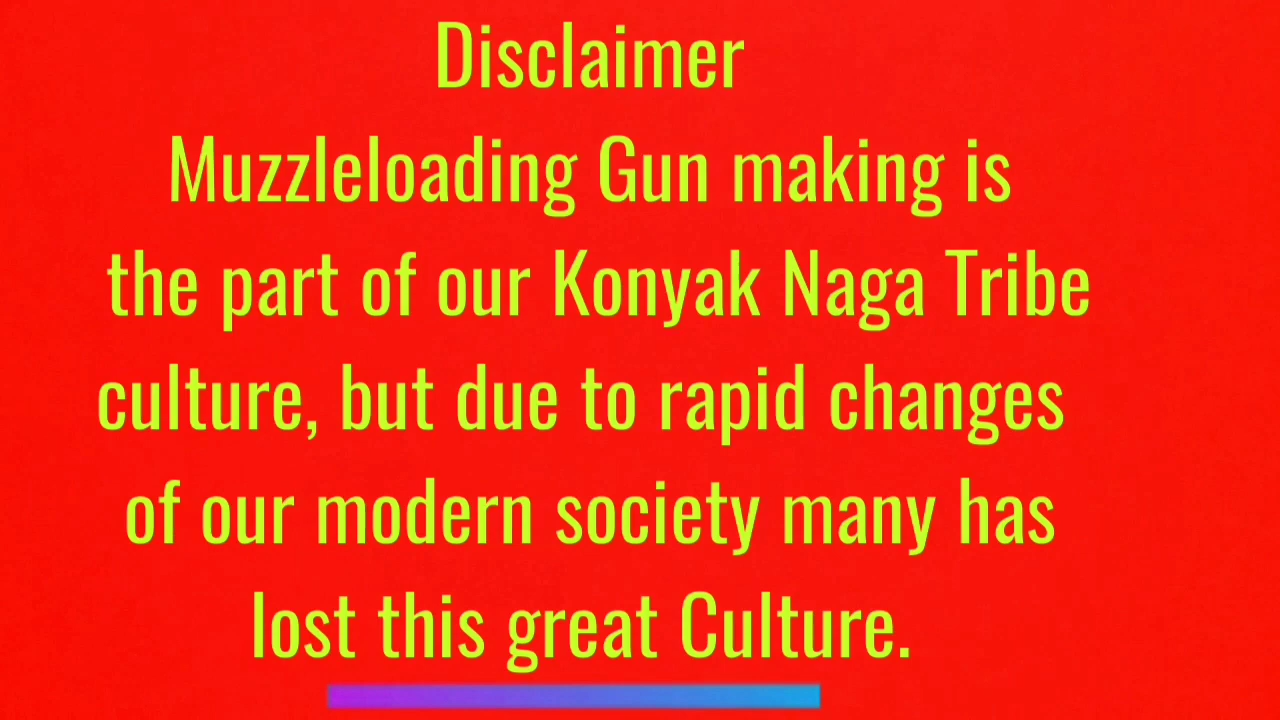 Disclaimer
Muzzleloading Gun making is
the part of our Konyak Naga Tribe
culture, but due to rapid changes
of our modern society many has
lost this great Culture.